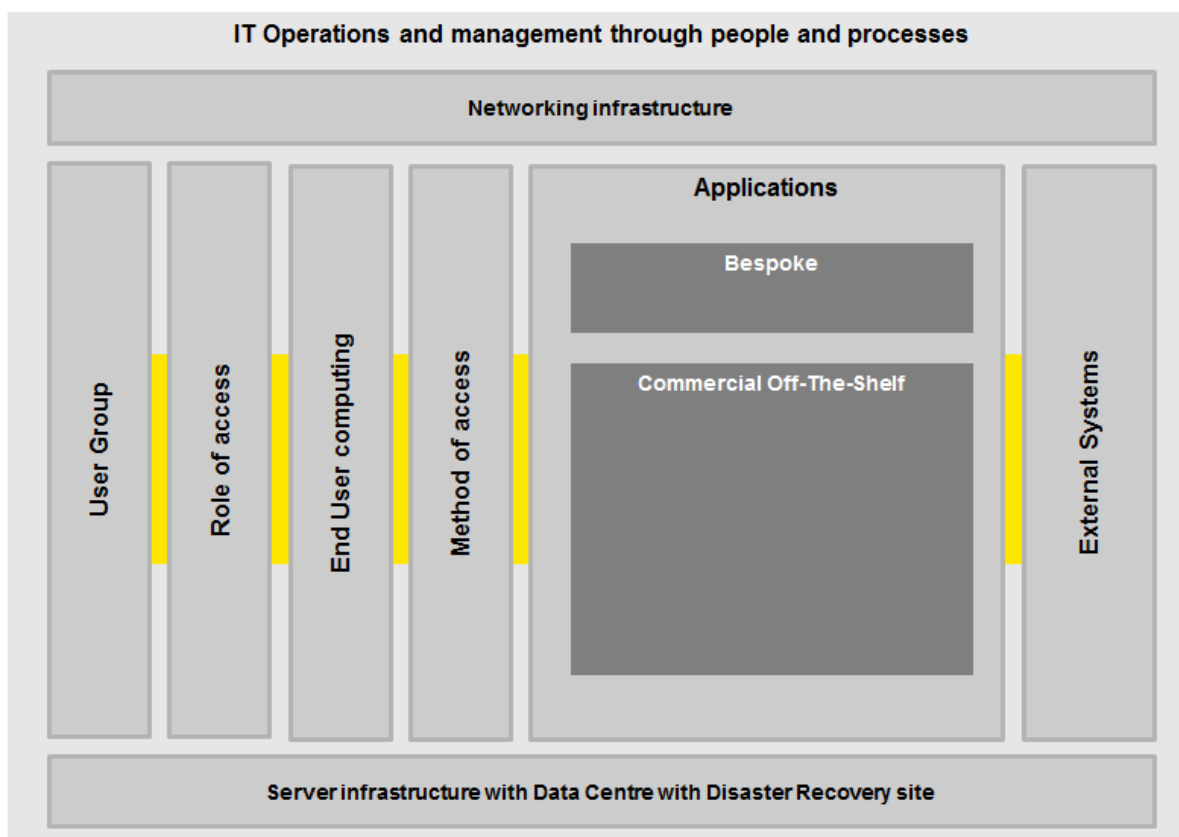 IT Operations and management through people and processes
Networking infrastructure
User Group
Role of access
End User computing
Method of access
Applications
Bespoke
Commercial Off-The-Shelf
External Systems
Server infrastructure with Data Centre with Disaster Recovery site